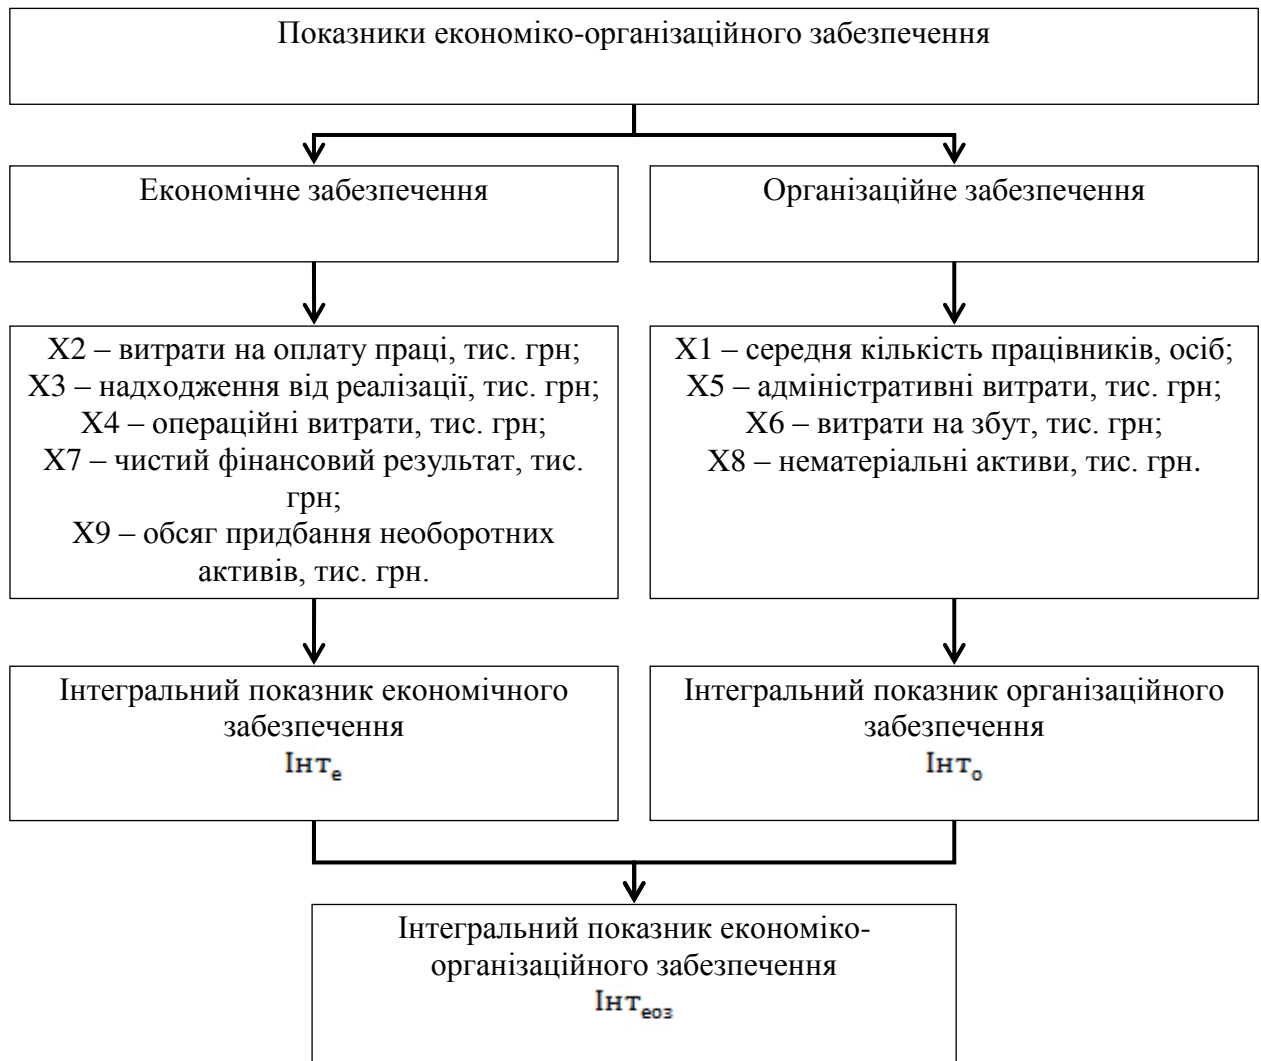 Показники економіко-організаційного забезпечення
Економічне забезпечення
Організаційне забезпечення
X2 – витрати на оплату праці, тис. грн;
X3 – надходження від реалізації, тис. грн;
X4 – операційні витрати, тис. грн;
X7 – чистий фінансовий результат, тис.
грн;
X9 – обсяг придбання необоротних
активів, тис. грн.
X1 – середня кількість працівників, осіб;
X5 – адміністративні витрати, тис. грн;
X6 – витрати на збут, тис. грн;
X8 – нематеріальні активи, тис. грн.
Інтегральний показник економічного
забезпечення
Інтₑ
Інтегральний показник організаційного
забезпечення
Інтₒ
Інтегральний показник економіко-
організаційного забезпечення
Інтеоз